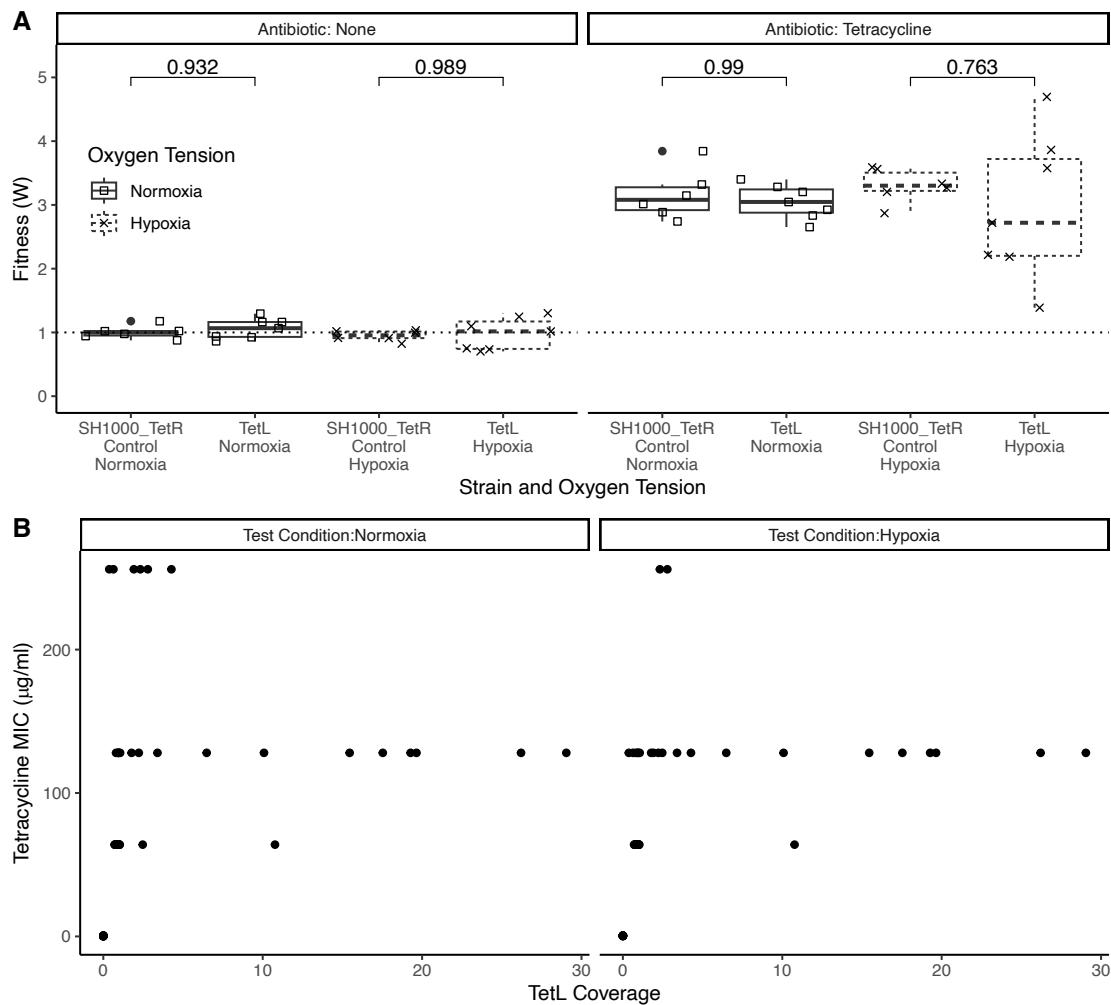 A
Antibiotic: None
Antibiotic: Tetracycline
0.932
0.989
0.99
0.763
5
4
3
2
1
0
Fitness (W)
Oxygen Tension
Normoxia
Hypoxia
SH1000_TetR
Control
Normoxia
TetL
Normoxia
SH1000_TetR
Control
Hypoxia
TetL
Hypoxia
SH1000_TetR
Control
Normoxia
TetL
Normoxia
SH1000_TetR
Control
Hypoxia
TetL
Hypoxia
Strain and Oxygen Tension
B
Test Condition:Normoxia
Test Condition:Hypoxia
Tetracycline MIC (μg/ml)
200
100
0
0 10 20 30
0 10 20 30
TetL Coverage